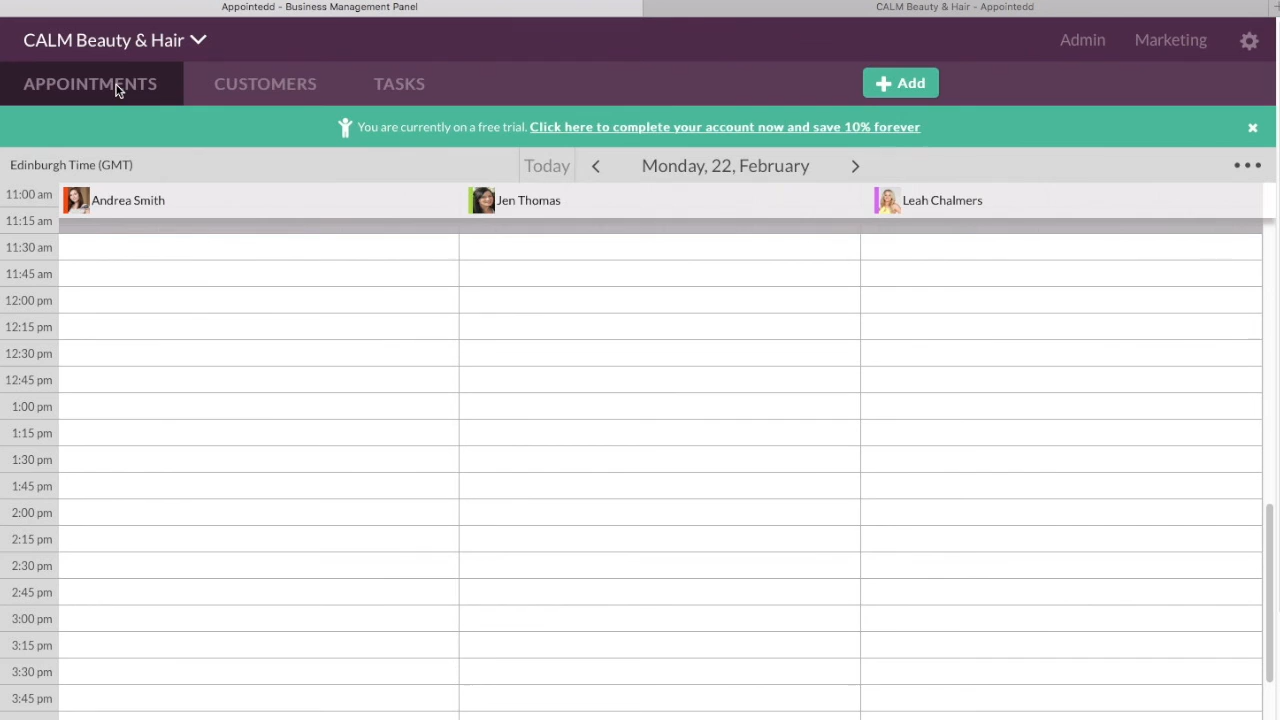 Appointedd - Business Management Panel
CALM Beauty & Hair - Appointedd
CALM Beauty & Hair
Admin
Marketing
APPOINTMENTS
CUSTOMERS
TASKS
Add
You are currently on a free trial. Click here to complete your account now and save 10% forever
Edinburgh Time (GMT)
Today
Monday, 22, February
11:00 am
Andrea Smith
Jen Thomas
Leah Chalmers
11:15 am
11:30 am
11:45 am
12:00 pm
12:15 pm
12:30 pm
12:45 pm
1:00 pm
1:15 pm
1:30 pm
1:45 pm
2:00 pm
2:15 pm
2:30 pm
2:45 pm
3:00 pm
3:15 pm
3:30 pm
3:45 pm